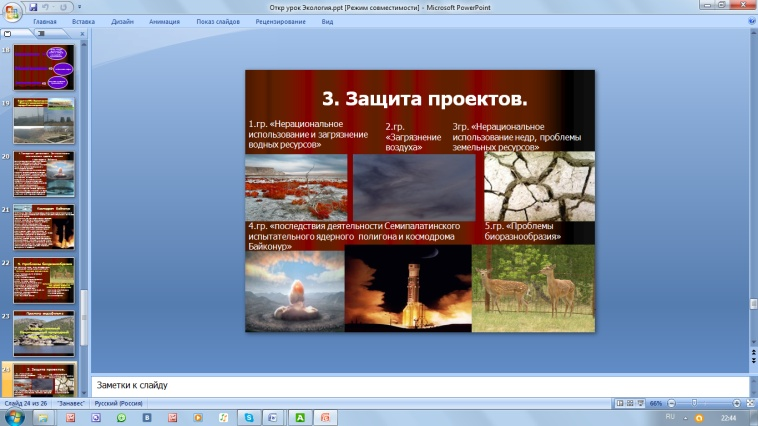 Откр урок Экология.ppt [Режим совместимости] - Microsoft PowerPoint
Главная Вставка Дизайн Анимация Показ слайдов Рецензирование Вид
18
19
20
21
22
23
24
3. Защита проектов.
1.гр. «Нерациональное
использование и загрязнение
водных ресурсов»
2.гр.
«Загрязнение
воздуха»
3гр. «Нерациональное
использование недр, проблемы
земельных ресурсов»
4.гр. «последствия деятельности Семипалатинского
испытательного ядерного полигона и космодрома
Байконур»
5.гр. «Проблемы
биоразнообразия»
3. Защита проектов.
Заметки к слайду
Слайд 24 из 26 "Занавес" Русский (Россия) 66%
RU 22:44